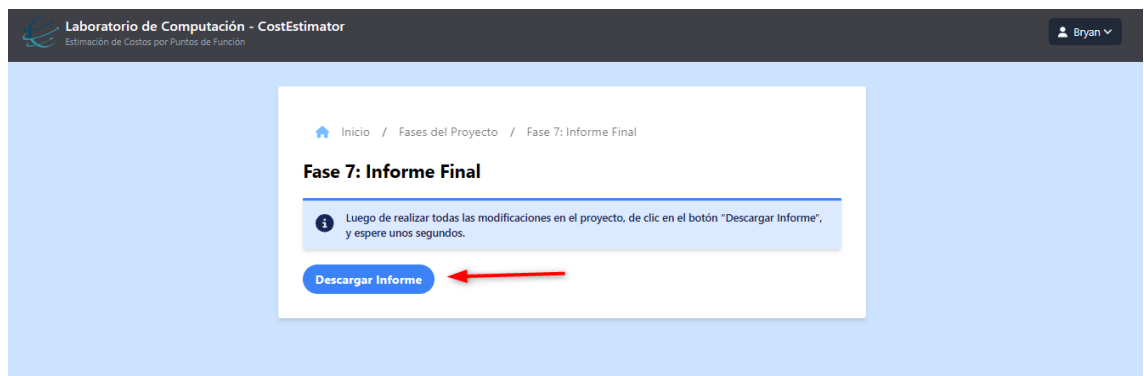 Laboratorio de Computación - CostEstimator
Estimación de Costos por Puntos de Función
Bryan
Inicio / Fases del Proyecto / Fase 7: Informe Final
Fase 7: Informe Final
Luego de realizar todas las modificaciones en el proyecto, de clic en el botón "Descargar Informe",
y espere unos segundos.
Descargar Informe